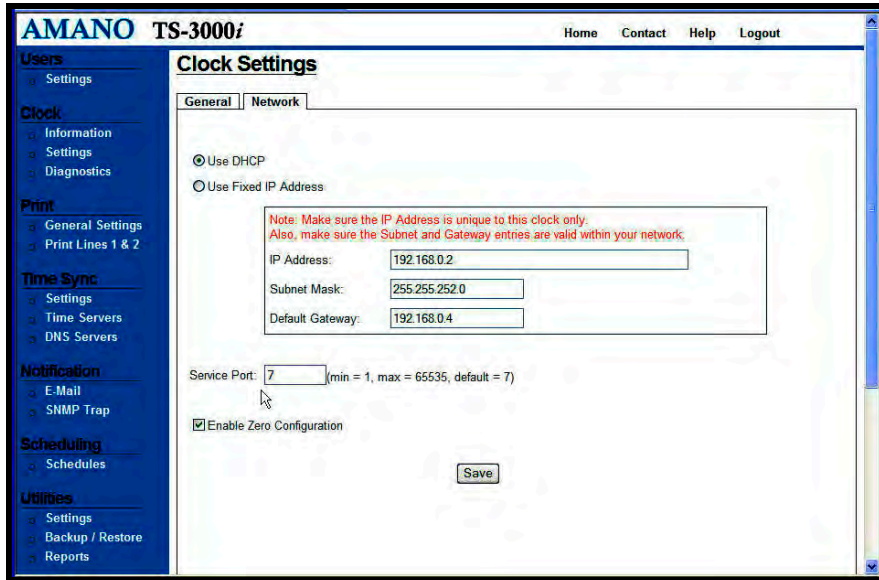 AMANO TS-3000i
Home Contact Help Logout
Users
Settings
Clock
Information
Settings
Diagnostics
Print
General Settings
Print Lines 1 & 2
Time Sync
Settings
Time Servers
DNS Servers
Notification
E-Mail
SNMP Trap
Scheduling
Schedules
Utilities
Settings
Backup / Restore
Reports
Clock Settings
General Network
Use DHCP
Use Fixed IP Address
Note: Make sure the IP Address is unique to this clock only.
Also, make sure the Subnet and Gateway entries are valid within your network.
IP Address: 192.168.0.2
Subnet Mask: 255.255.252.0
Default Gateway: 192.168.0.4
Service Port: 7 (min = 1, max = 65535, default = 7)
Enable Zero Configuration
Save